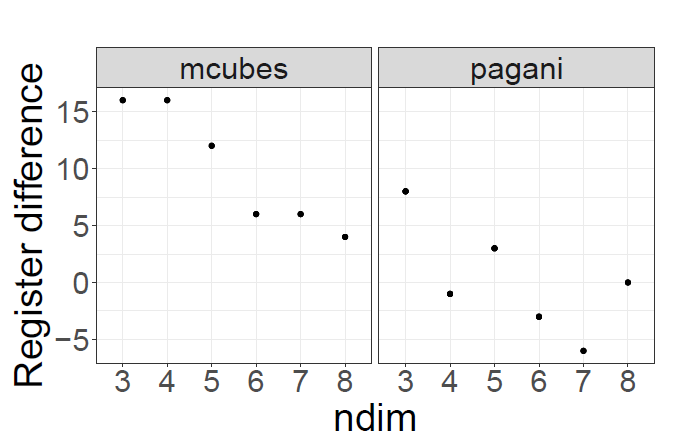 mcubes pagani
Register difference
15
10
5
0
−5
3 4 5 6 7 8 3 4 5 6 7 8
ndim